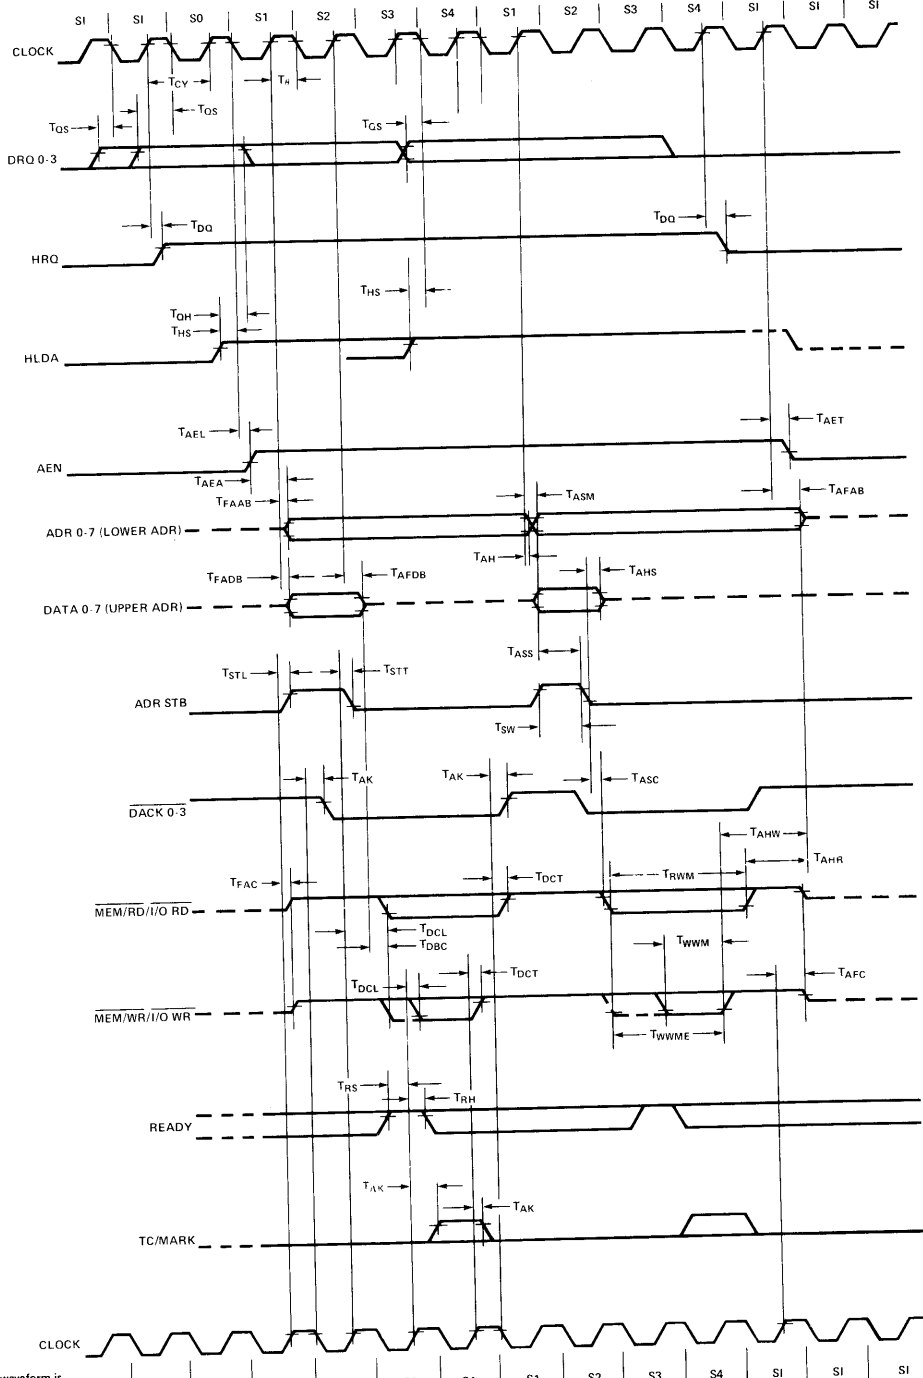 SI SI S0 S1 S2 S3 S4 S1 S2 S3 S4 SI SI SI
CLOCK
TCY Tθ
TQS TQS TQS
DRQ 0-3
TDQ TDQ
HRQ
THS
TQH
THS
HLDA
TAEL TAET
AEN
TAEA
TFAAB TASM TAFAB
ADR 0-7 (LOWER ADR)
TAH
TFADB TAFDB TAHS
DATA 0-7 (UPPER ADR)
TASS
TSTL TSTT
ADR STB
TSW
TAK TAK TASC
DACK 0-3
TAHW
TAHR
TFAC TDCT TRWM
MEM/RD/I/O RD
TDCL
TDBC TWWM
TDCL TDCT TAFC
MEM/WR/I/O WR
TWWME
TRS
TRH
READY
TAK
TAK
TC/MARK
CLOCK
S1 S2 S3 S4 SI SI SI
waveform is